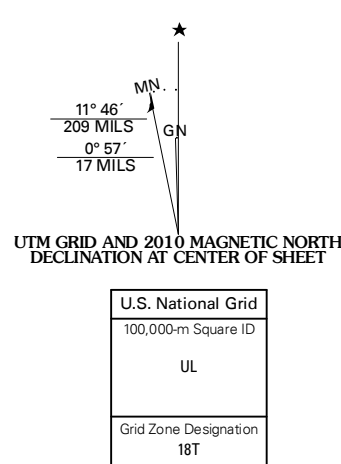 ★
MN
GN
11° 46´
209 MILS
0° 57´
17 MILS
UTM GRID AND 2010 MAGNETIC NORTH
DECLINATION AT CENTER OF SHEET
U.S. National Grid
100,000-m Square ID
UL
Grid Zone Designation
18T